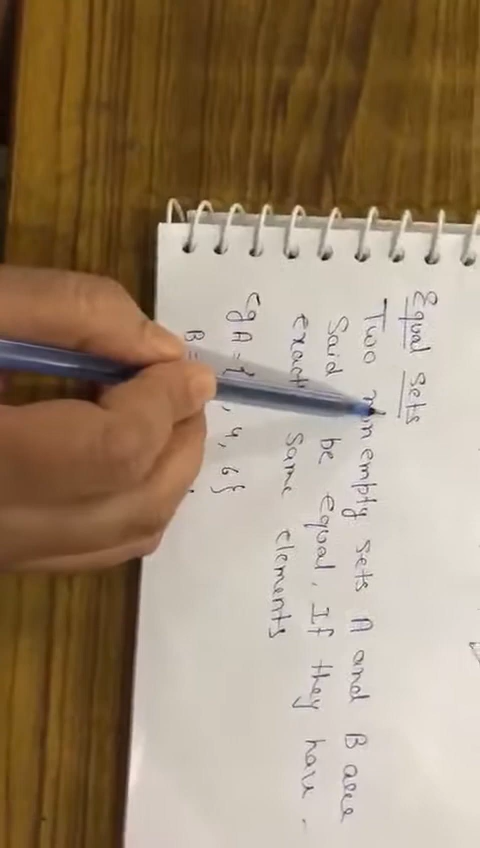 Equal Sets
Two non empty sets A and B are
Said be equal. If they have
exact same elements
eg A = { , 4, 6}
B =